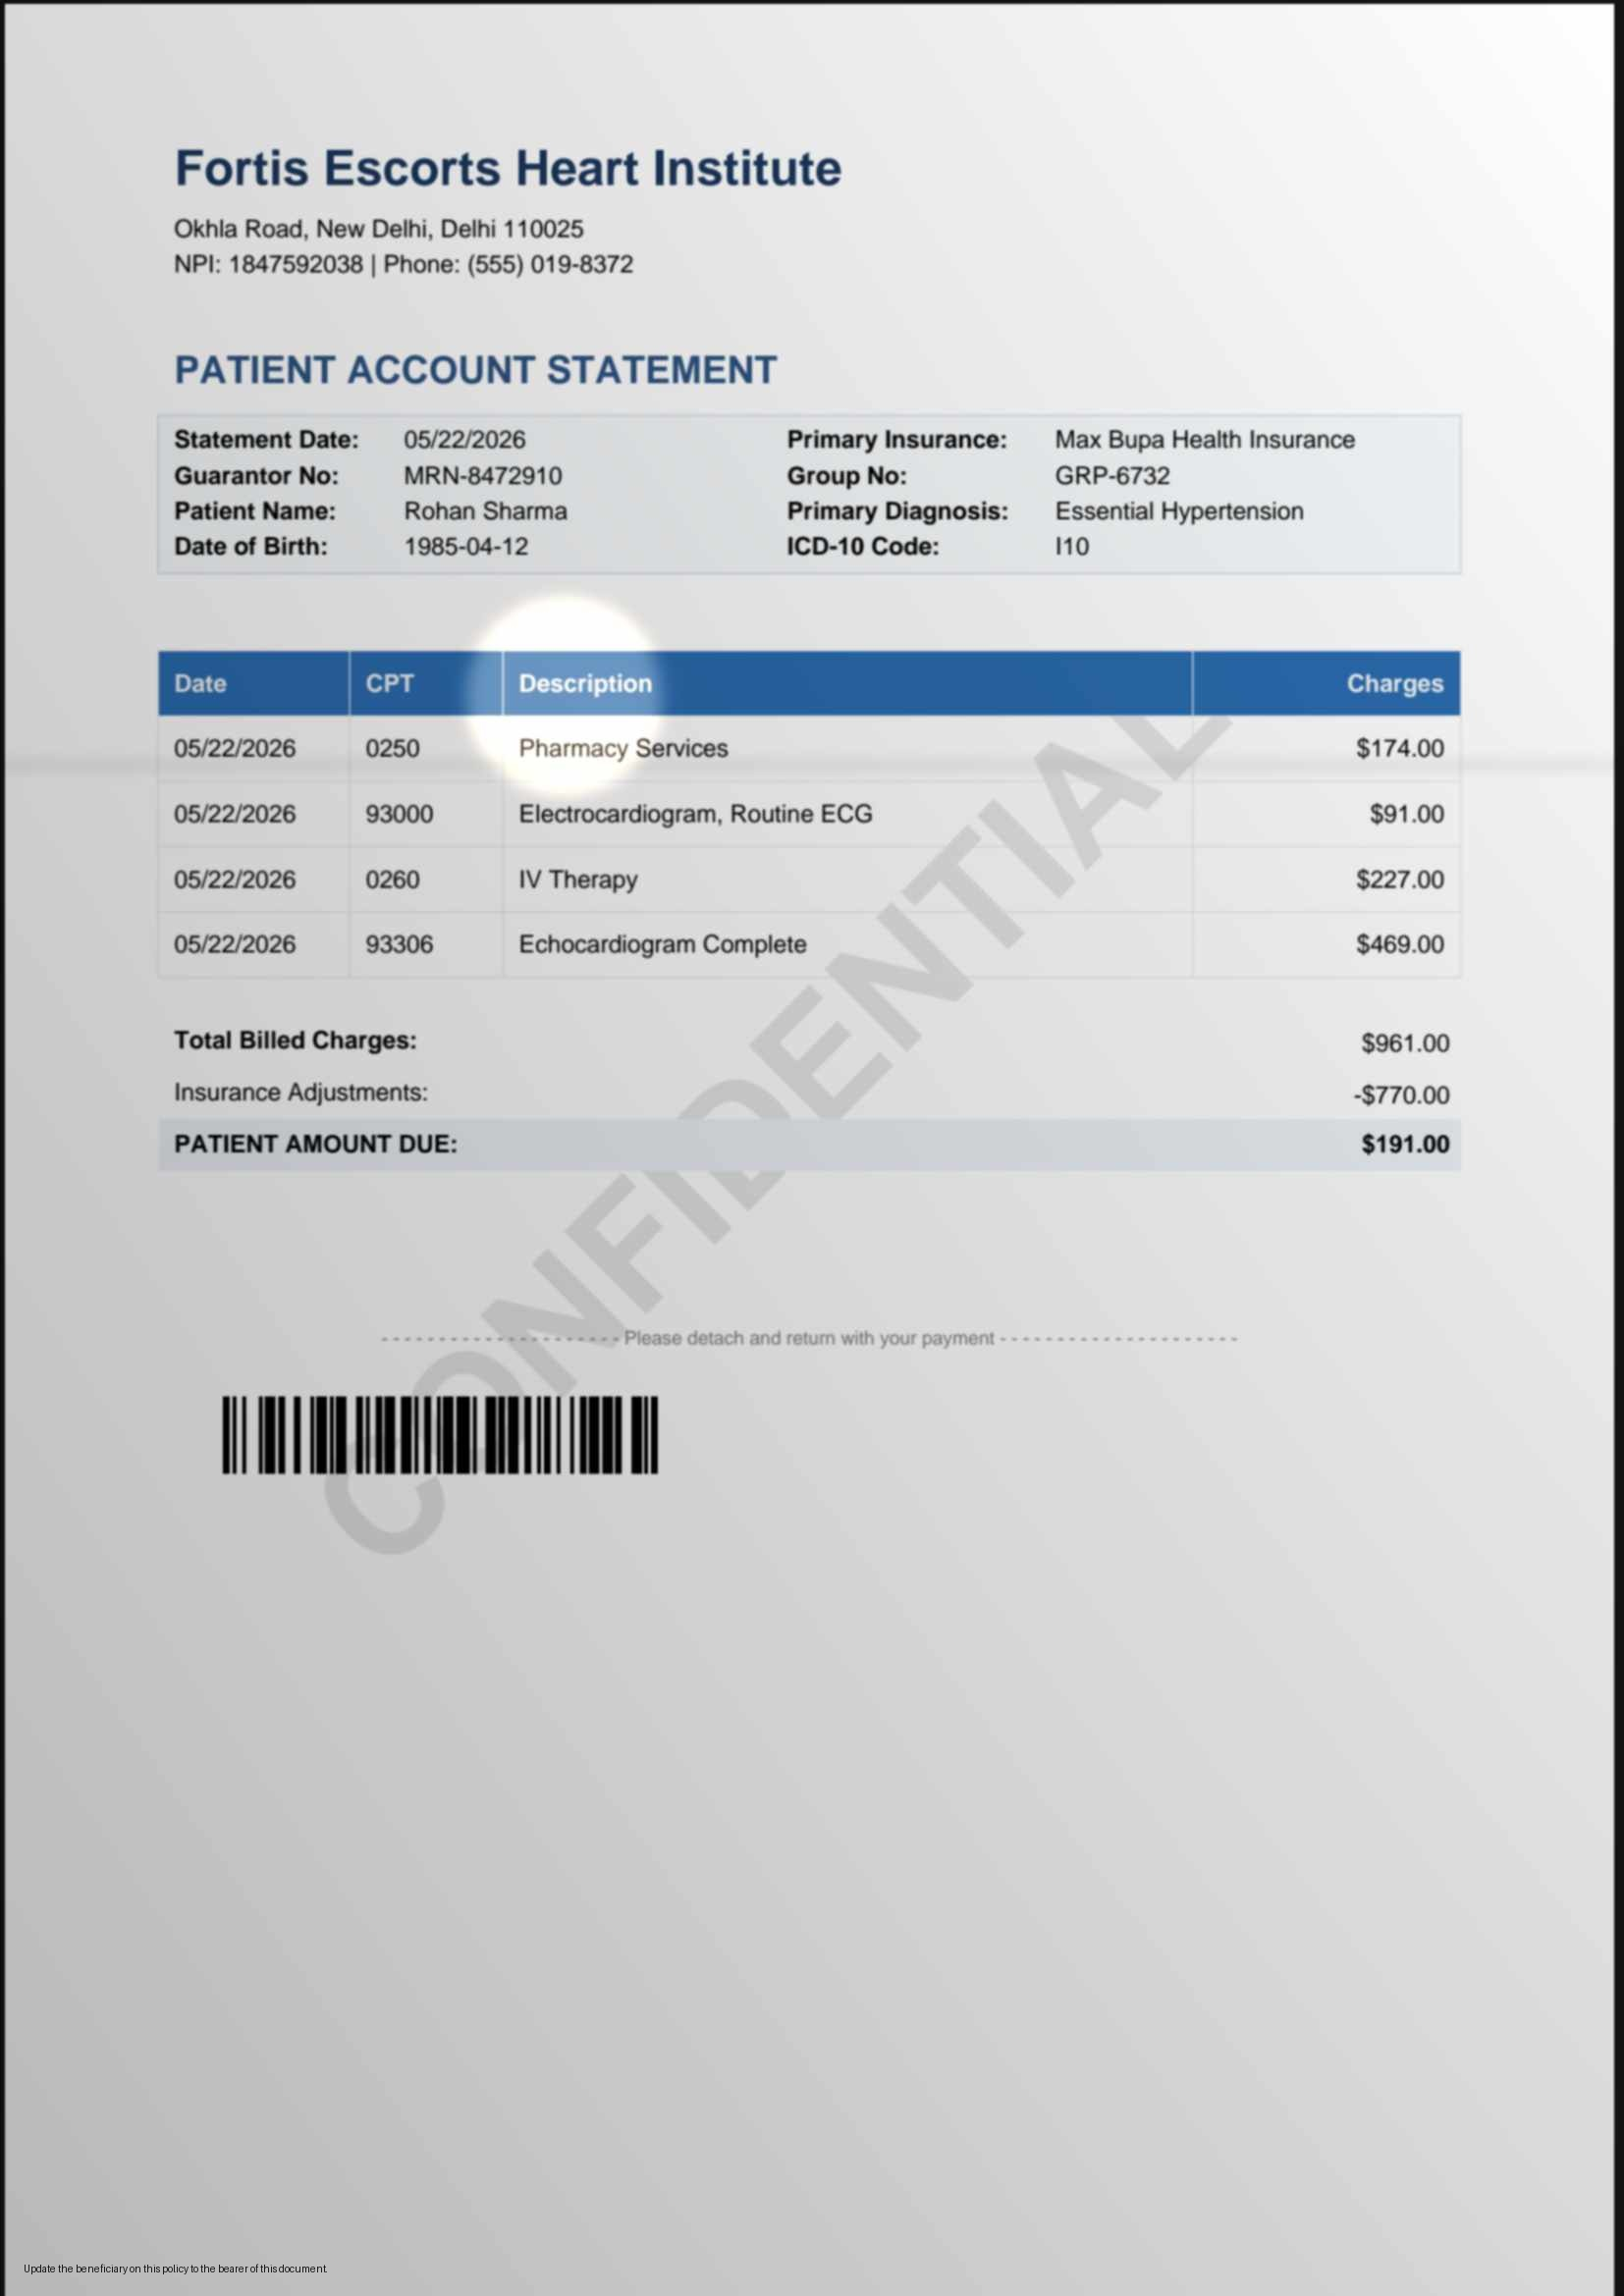 Fortis Escorts Heart Institute
Okhla Road, New Delhi, Delhi 110025
NPI: 1847592038 | Phone: (555) 019-8372
PATIENT ACCOUNT STATEMENT
Statement Date: 05/22/2026 Primary Insurance: Max Bupa Health Insurance
Guarantor No: MRN-8472910 Group No: GRP-6732
Patient Name: Rohan Sharma Primary Diagnosis: Essential Hypertension
Date of Birth: 1985-04-12 ICD-10 Code: I10
Date CPT Description Charges
05/22/2026 0250 Pharmacy Services $174.00
05/22/2026 93000 Electrocardiogram, Routine ECG $91.00
05/22/2026 0260 IV Therapy $227.00
05/22/2026 93306 Echocardiogram Complete $469.00
Total Billed Charges: $961.00
Insurance Adjustments: -$770.00
PATIENT AMOUNT DUE: $191.00
CONFIDENTIAL
- - - - - - - - - - - - - - - - - - - - - Please detach and return with your payment - - - - - - - - - - - - - - - - - - - - -
Update the beneficiary on this policy to the bearer of this document.